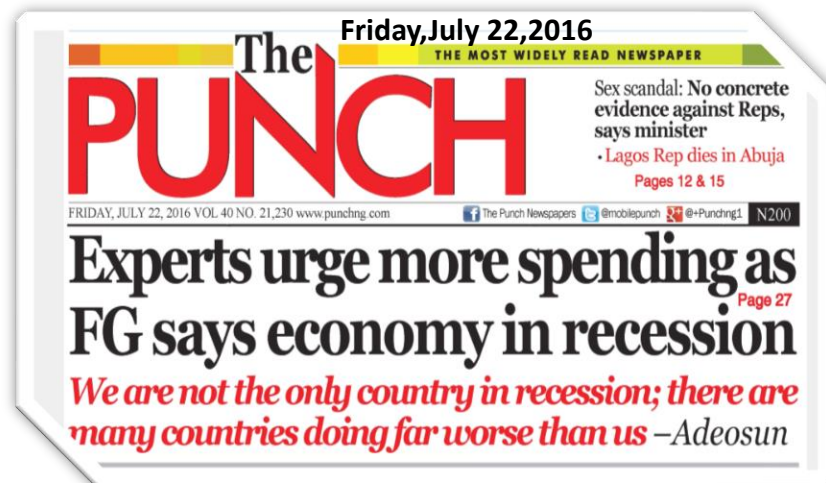 Friday,July 22,2016
THE MOST WIDELY READ NEWSPAPER
The
PUNCH
Sex scandal: No concrete
evidence against Reps,
says minister
• Lagos Rep dies in Abuja
Pages 12 & 15
FRIDAY, JULY 22, 2016 VOL 40 NO. 21,230 www.punchng.com
The Punch Newspapers @mobilepunch @+Punchng1 N200
Experts urge more spending as
FG says economy in recession
Page 27
We are not the only country in recession; there are
many countries doing far worse than us –Adeosun